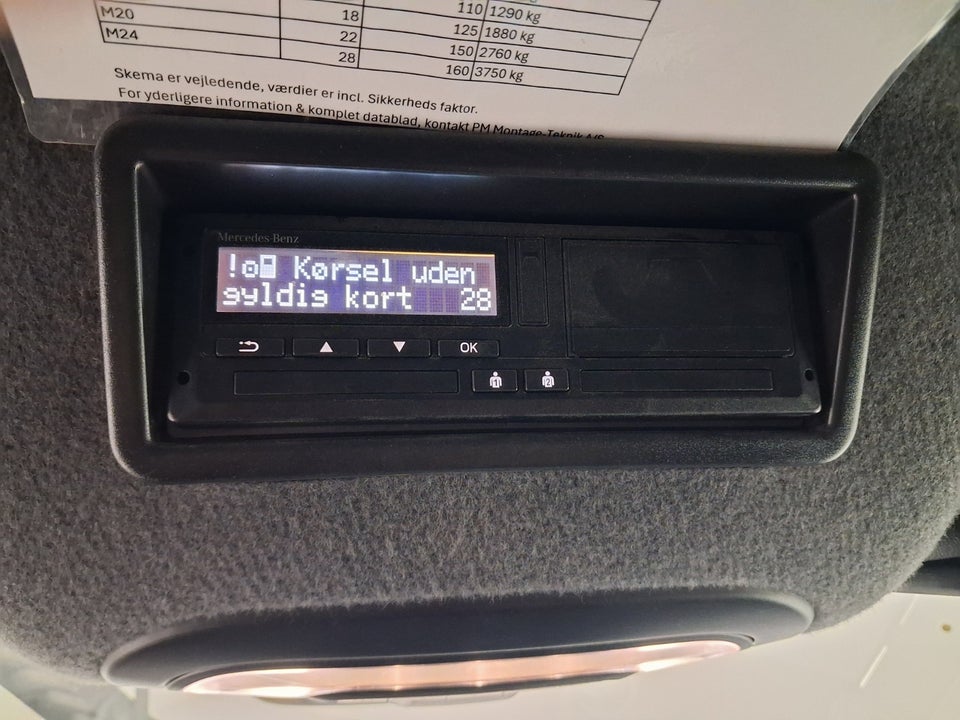 M20 18 110 1290 kg
M24 22 125 1880 kg
28 150 2760 kg
160 3750 kg
Skema er vejledende, værdier er incl. Sikkerheds faktor.
For yderligere information & komplet datablad, kontakt PM Montage-Teknik A/S
Mercedes-Benz
! Kørsel uden
gyldig kort 28
OK
1 2